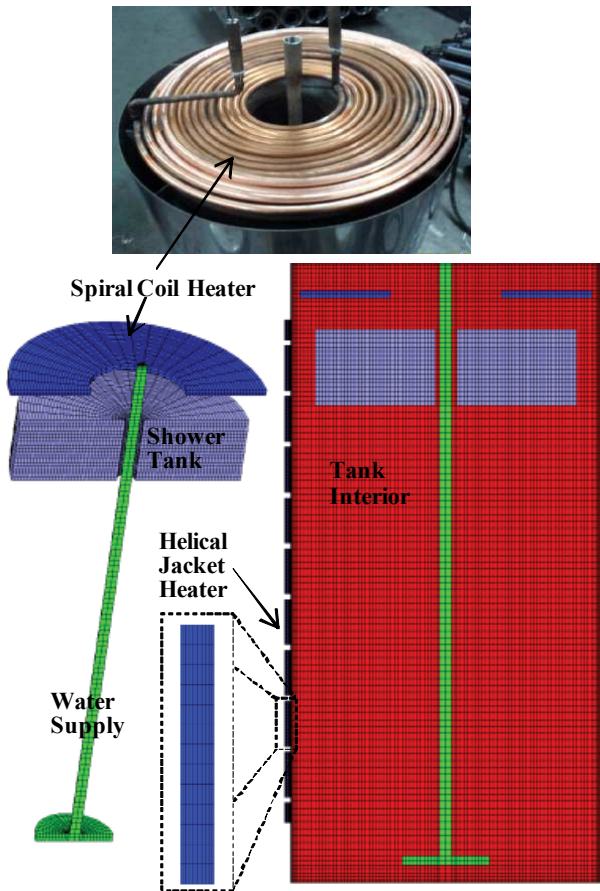 Spiral Coil Heater
Shower
Tank
Tank
Interior
Helical
Jacket
Heater
Water
Supply